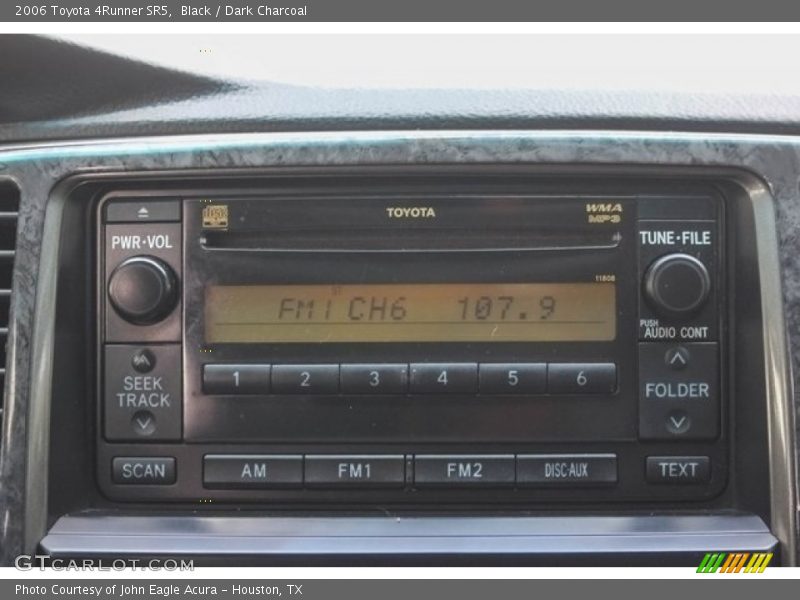 2006 Toyota 4Runner SR5,  Black / Dark Charcoal
TOYOTA
WMA
MP3
PWR·VOL
TUNE·FILE
11808
ST
FM1 CH6 107.9
PUSH
AUDIO CONT
SEEK
TRACK
1 2 3 4 5 6
FOLDER
SCAN
AM
FM1
FM2
DISC·AUX
TEXT
GTCARLOT.COM
Photo Courtesy of John Eagle Acura – Houston, TX